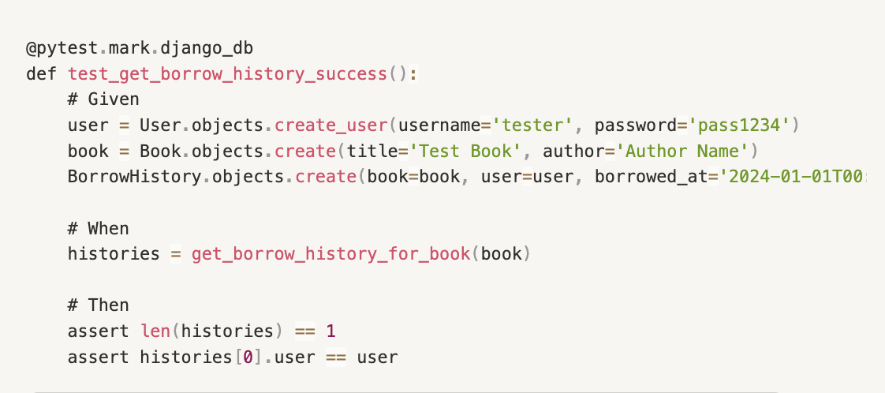 @pytest.mark.django_db
def test_get_borrow_history_success():
    # Given
    user = User.objects.create_user(username='tester', password='pass1234')
    book = Book.objects.create(title='Test Book', author='Author Name')
    BorrowHistory.objects.create(book=book, user=user, borrowed_at='2024-01-01T00:
    # When
    histories = get_borrow_history_for_book(book)
    # Then
    assert len(histories) == 1
    assert histories[0].user == user